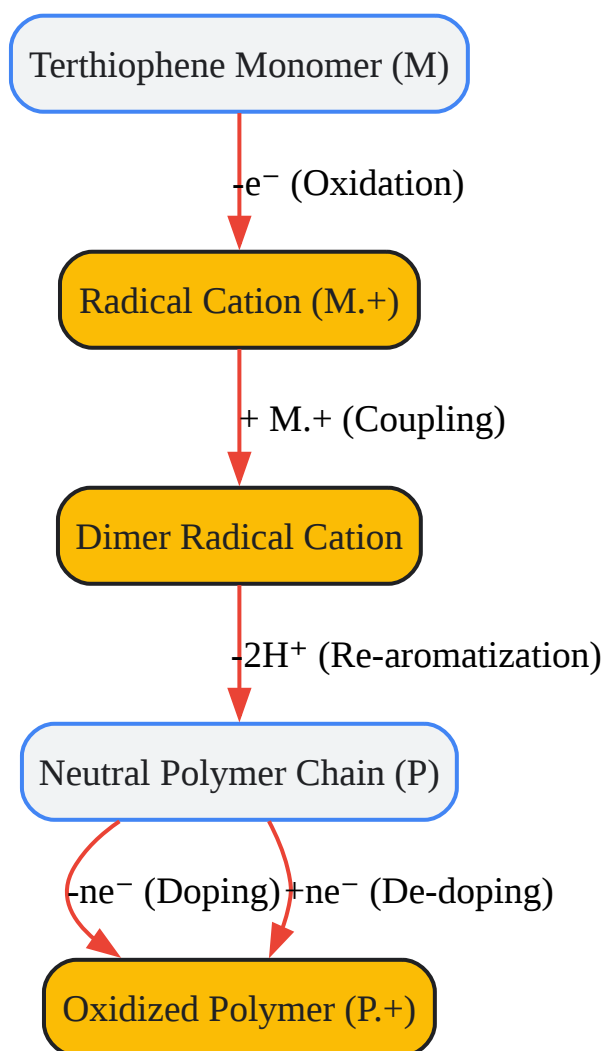 Terthiophene Monomer (M)
-e⁻ (Oxidation)
Radical Cation (M.+)
+ M.+ (Coupling)
Dimer Radical Cation
-2H⁺ (Re-aromatization)
Neutral Polymer Chain (P)
-ne⁻ (Doping)
+ne⁻ (De-doping)
Oxidized Polymer (P.+)